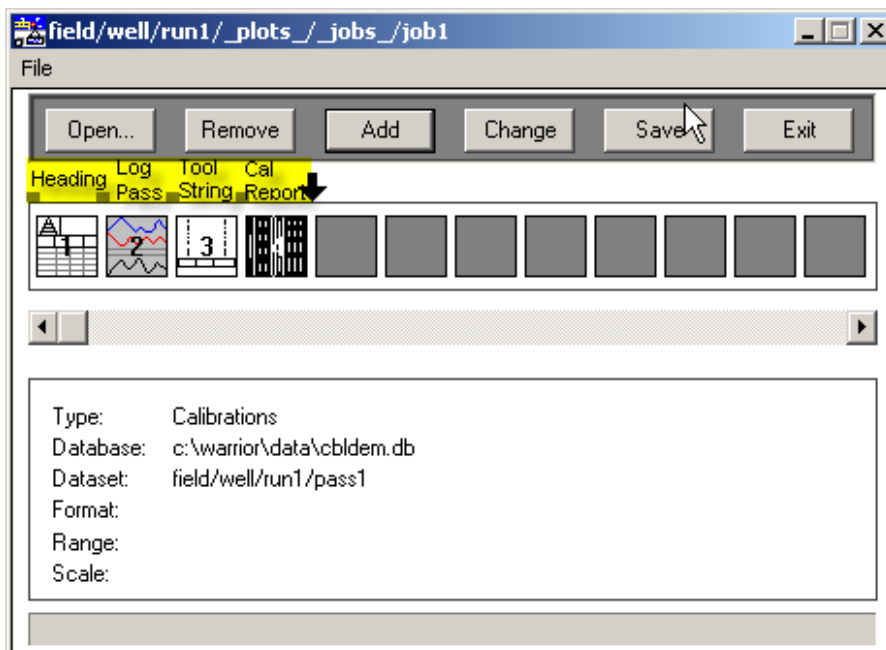 field/well/run1/_plots_/_jobs_/job1
File
Open... Remove Add Change Save Exit
Heading Log Pass Tool String Cal Report
1 2 3
Type: Calibrations
Database: c:\warrior\data\cbldem.db
Dataset: field/well/run1/pass1
Format:
Range:
Scale: